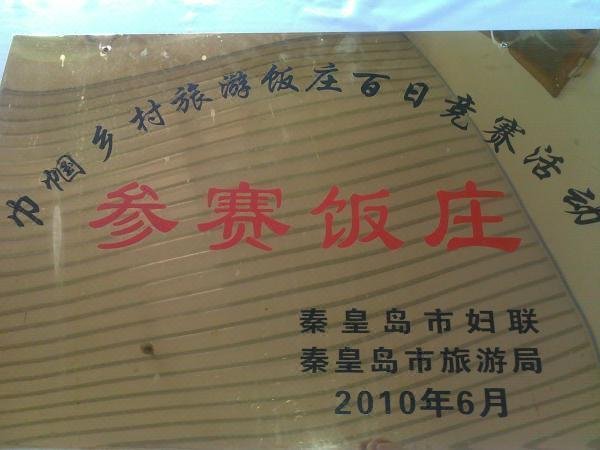 巾帼乡村旅游饭庄百日竞赛活动
参赛饭庄
秦皇岛市妇联
秦皇岛市旅游局
2010年6月